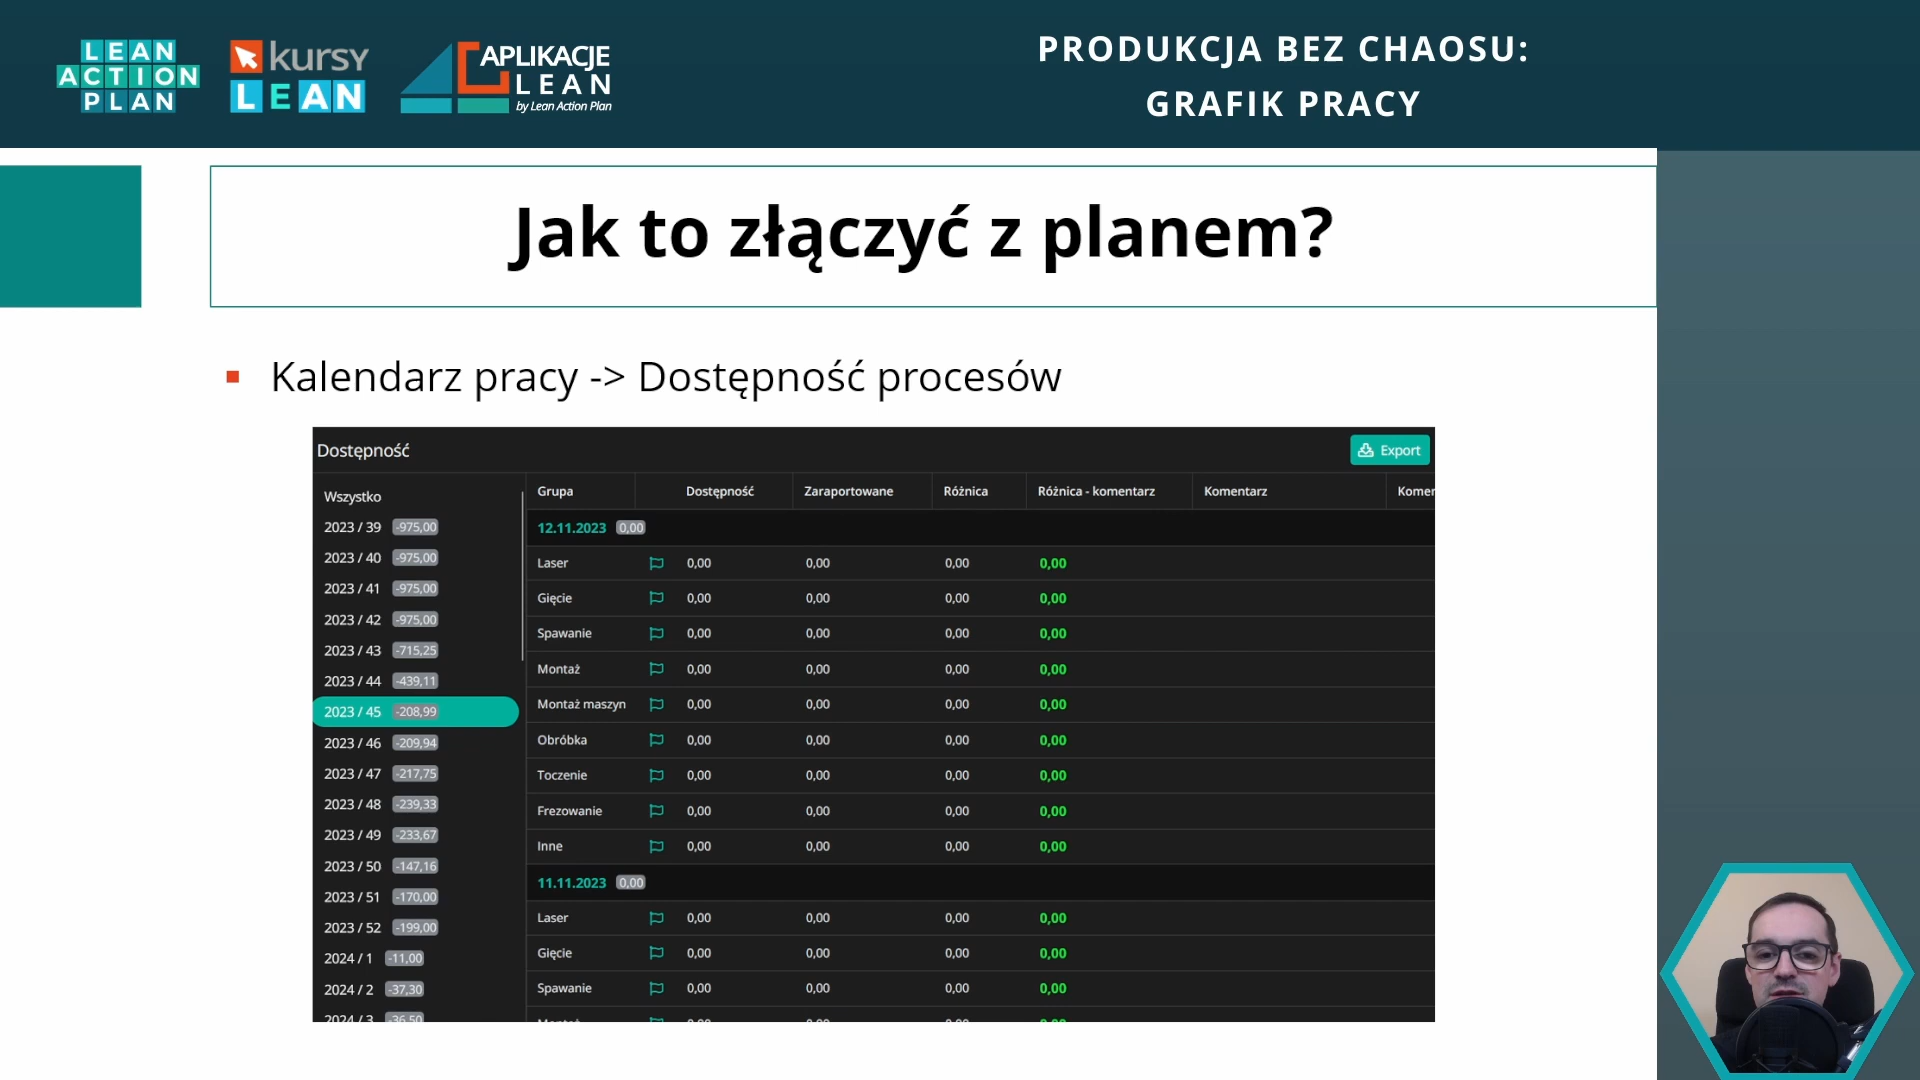 LEAN
ACTION
PLAN
kursy
LEAN
APLIKACJE
LEAN
by Lean Action Plan
PRODUKCJA BEZ CHAOSU:
GRAFIK PRACY
Jak to złączyć z planem?
Kalendarz pracy -> Dostępność procesów
Dostępność
Export
Wszystko
2023 / 39 -975,00
2023 / 40 -975,00
2023 / 41 -975,00
2023 / 42 -975,00
2023 / 43 -715,25
2023 / 44 -439,11
2023 / 45 -208,99
2023 / 46 -209,94
2023 / 47 -217,75
2023 / 48 -239,33
2023 / 49 -233,67
2023 / 50 -147,16
2023 / 51 -170,00
2023 / 52 -199,00
2024 / 1 -11,00
2024 / 2 -37,30
2024 / 3 -36,50
Grupa Dostępność Zaraportowane Różnica Różnica - komentarz Komentarz Komer
12.11.2023 0,00
Laser 0,00 0,00 0,00 0,00
Gięcie 0,00 0,00 0,00 0,00
Spawanie 0,00 0,00 0,00 0,00
Montaż 0,00 0,00 0,00 0,00
Montaż maszyn 0,00 0,00 0,00 0,00
Obróbka 0,00 0,00 0,00 0,00
Toczenie 0,00 0,00 0,00 0,00
Frezowanie 0,00 0,00 0,00 0,00
Inne 0,00 0,00 0,00 0,00
11.11.2023 0,00
Laser 0,00 0,00 0,00 0,00
Gięcie 0,00 0,00 0,00 0,00
Spawanie 0,00 0,00 0,00 0,00